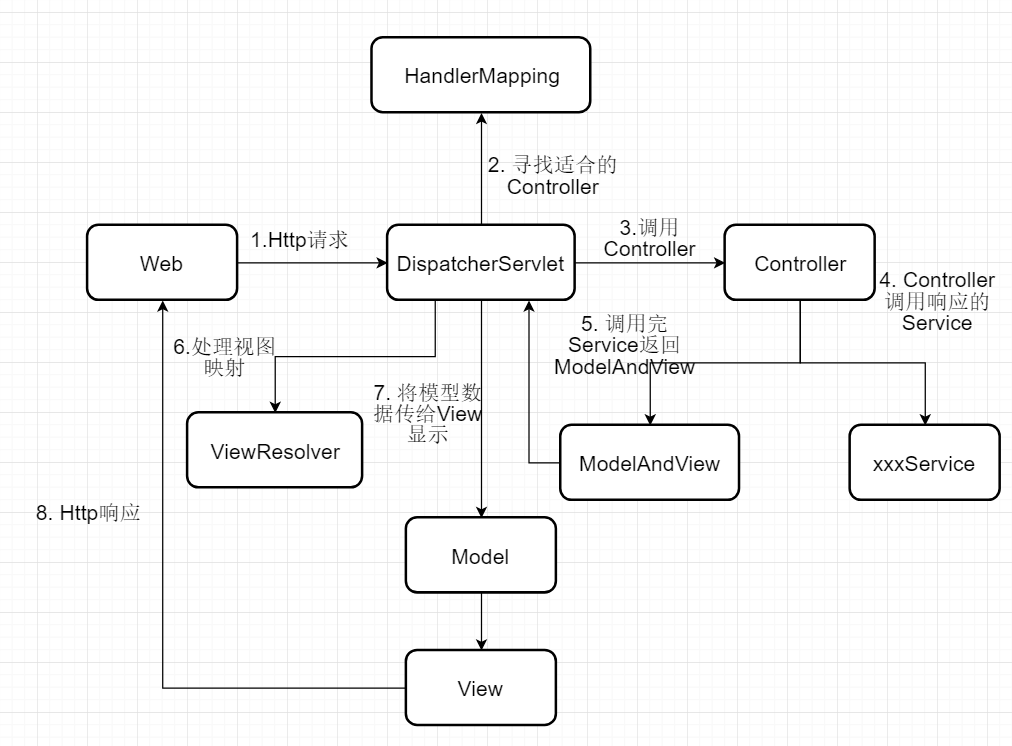 HandlerMapping
2. 寻找适合的
Controller
Web
1.Http请求
DispatcherServlet
3.调用
Controller
Controller
4. Controller
调用响应的
Service
5. 调用完
Service返回
ModelAndView
6.处理视图
映射
7. 将模型数
据传给View
显示
ViewResolver
ModelAndView
xxxService
8. Http响应
Model
View